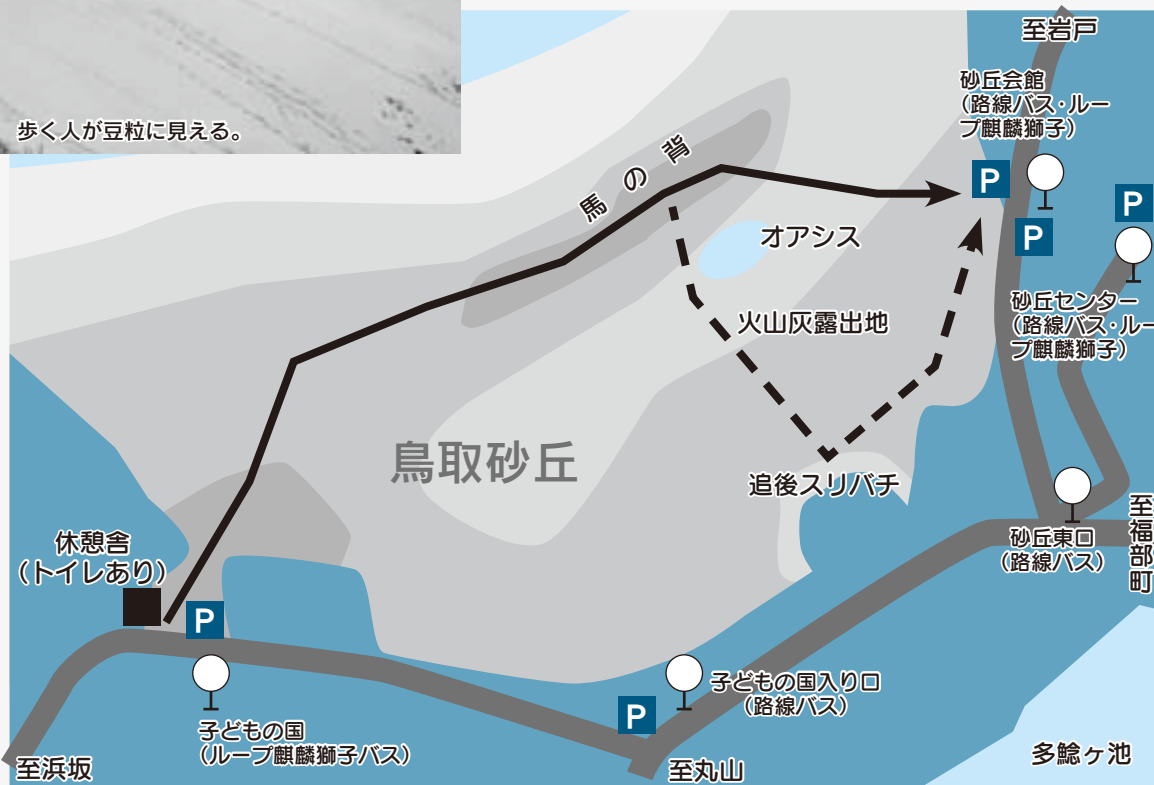 歩く人が豆粒に見える。
至岩戸
砂丘会館
(路線バス・ルー
プ麒麟獅子)
P
P
P
馬の背
オアシス
火山灰露出地
砂丘センター
(路線バス・ルー
プ麒麟獅子)
鳥取砂丘
追後スリバチ
休憩舎
(トイレあり)
P
砂丘東口
(路線バス)
至福部町
子どもの国入り口
(路線バス)
P
子どもの国
(ループ麒麟獅子バス)
至浜坂
至丸山
多鯰ヶ池